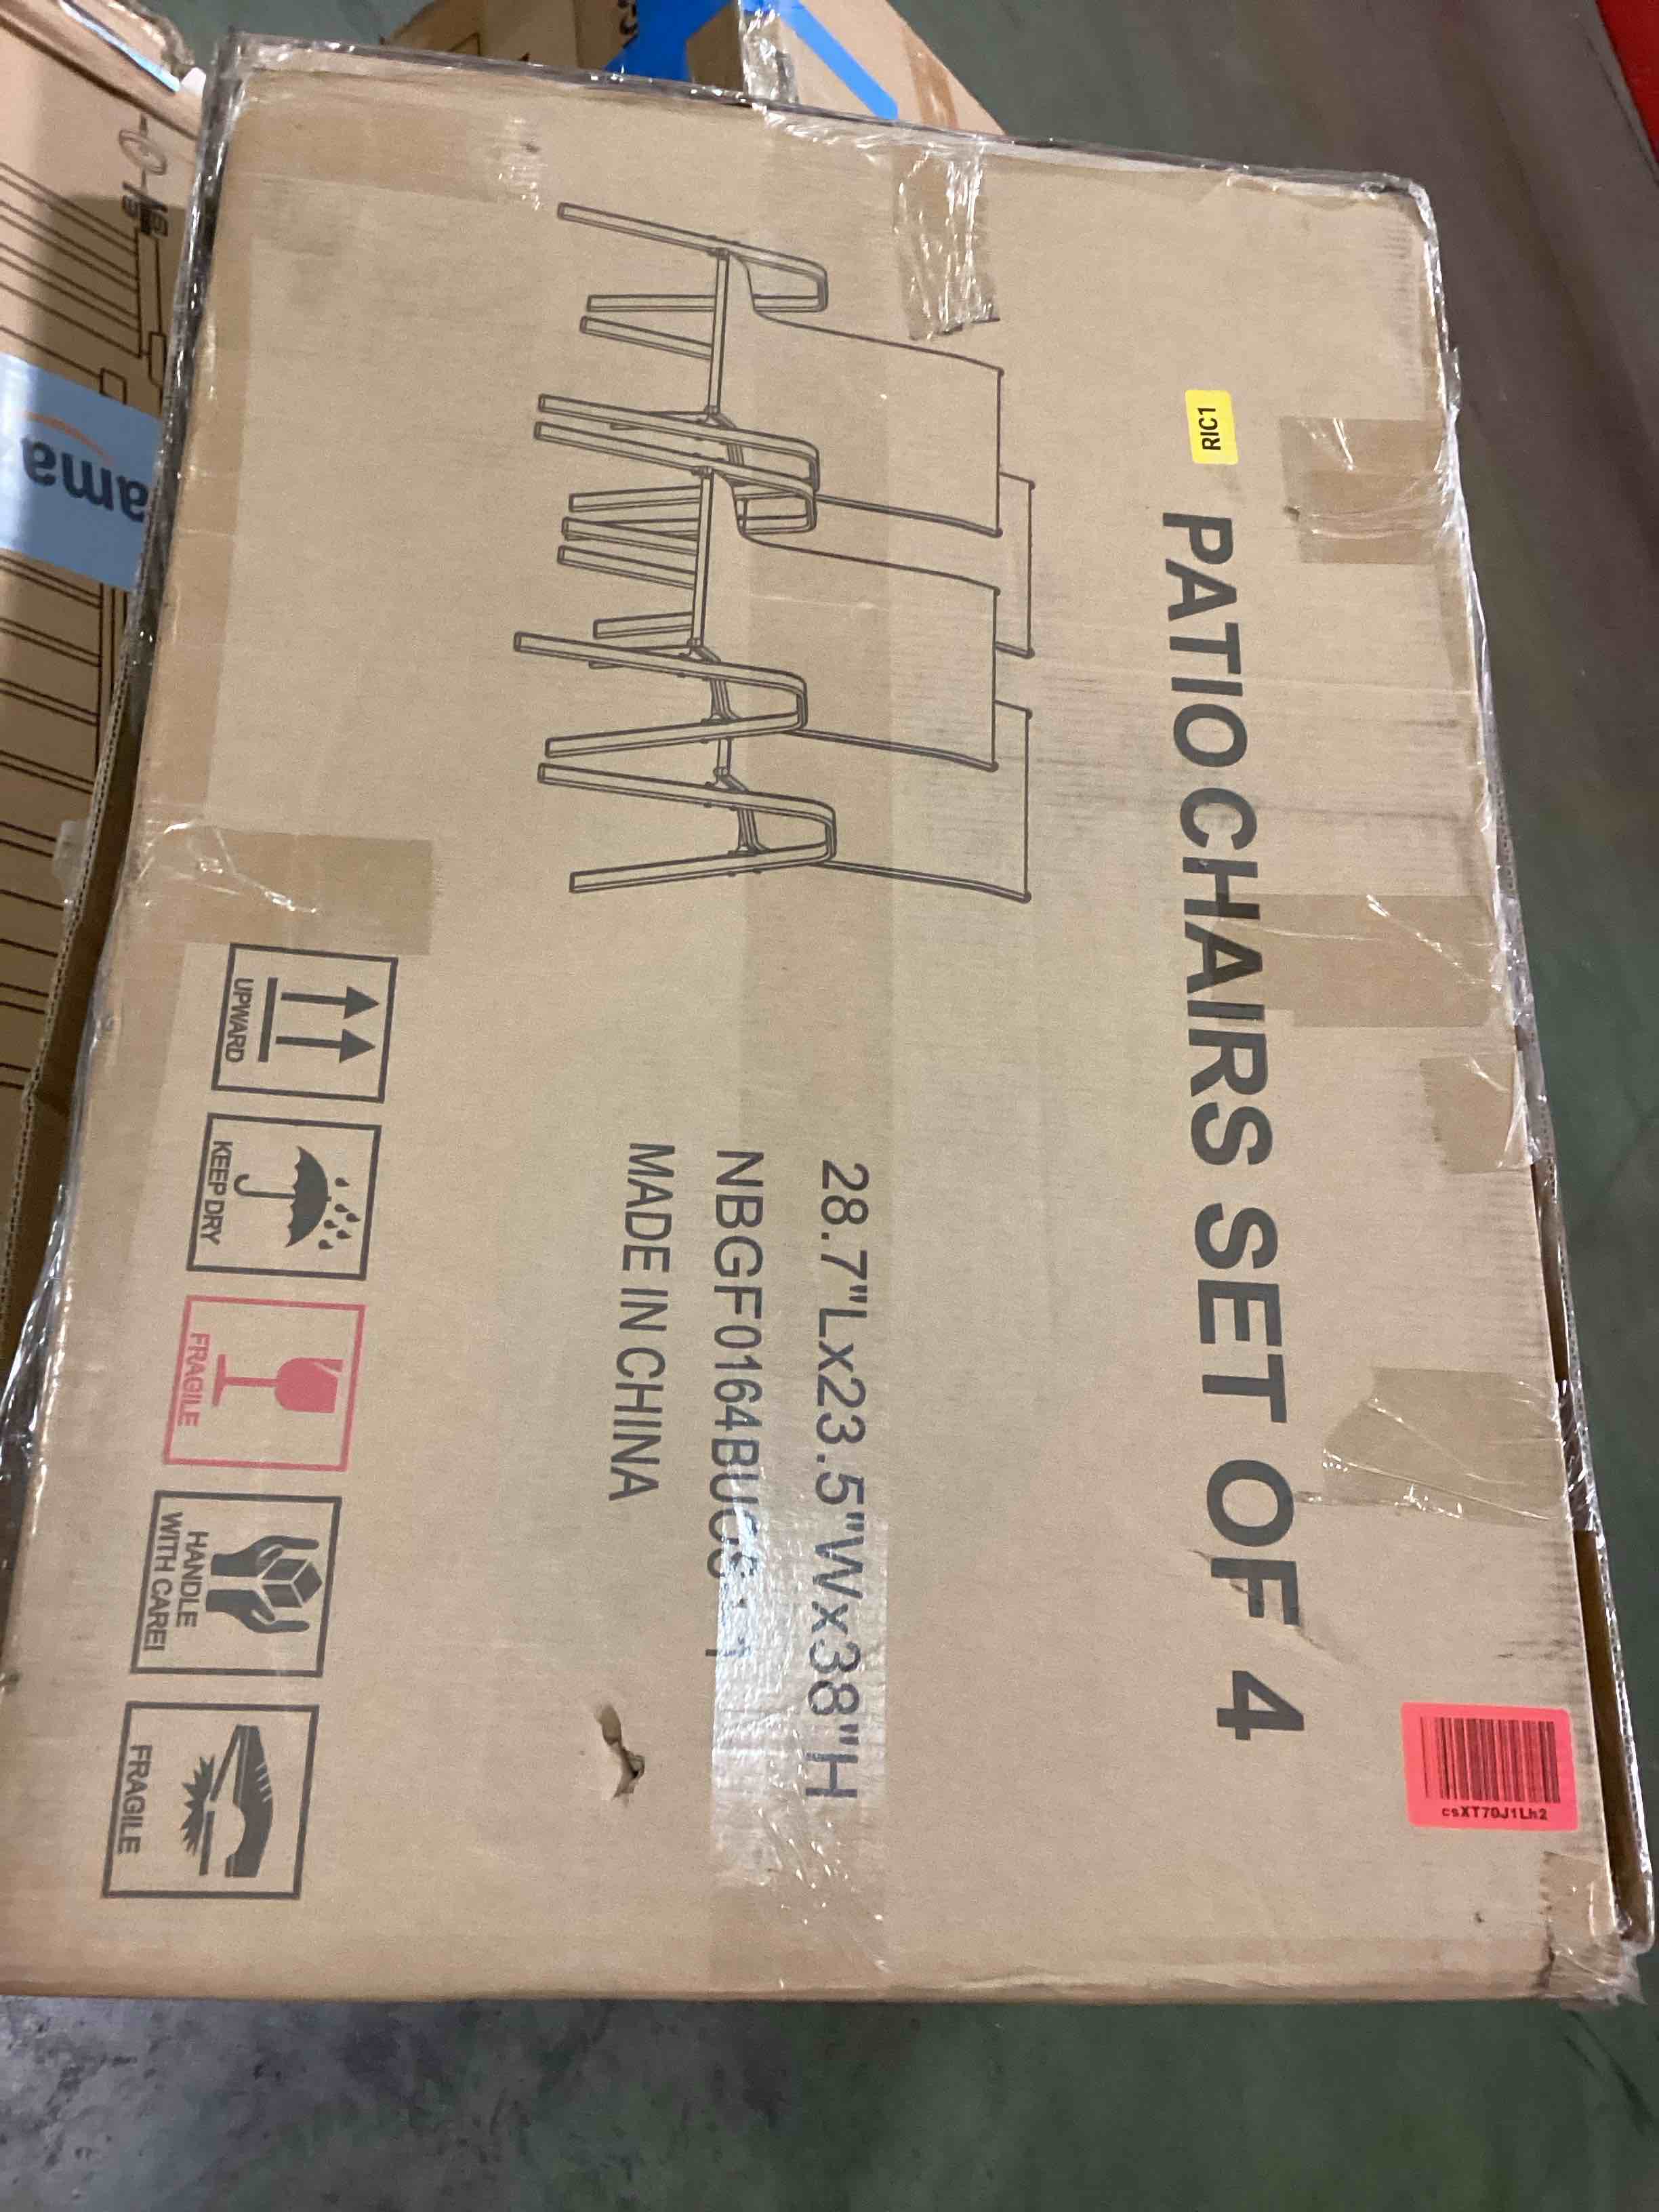 RIC1
PATIO CHAIRS SET OF 4
csXT70J1Lh2
28.7"Lx23.5"Wx38"H
MADE IN CHINA
UPWARD
KEEP DRY
FRAGILE
HANDLE
WITH CARE!
FRAGILE
ama